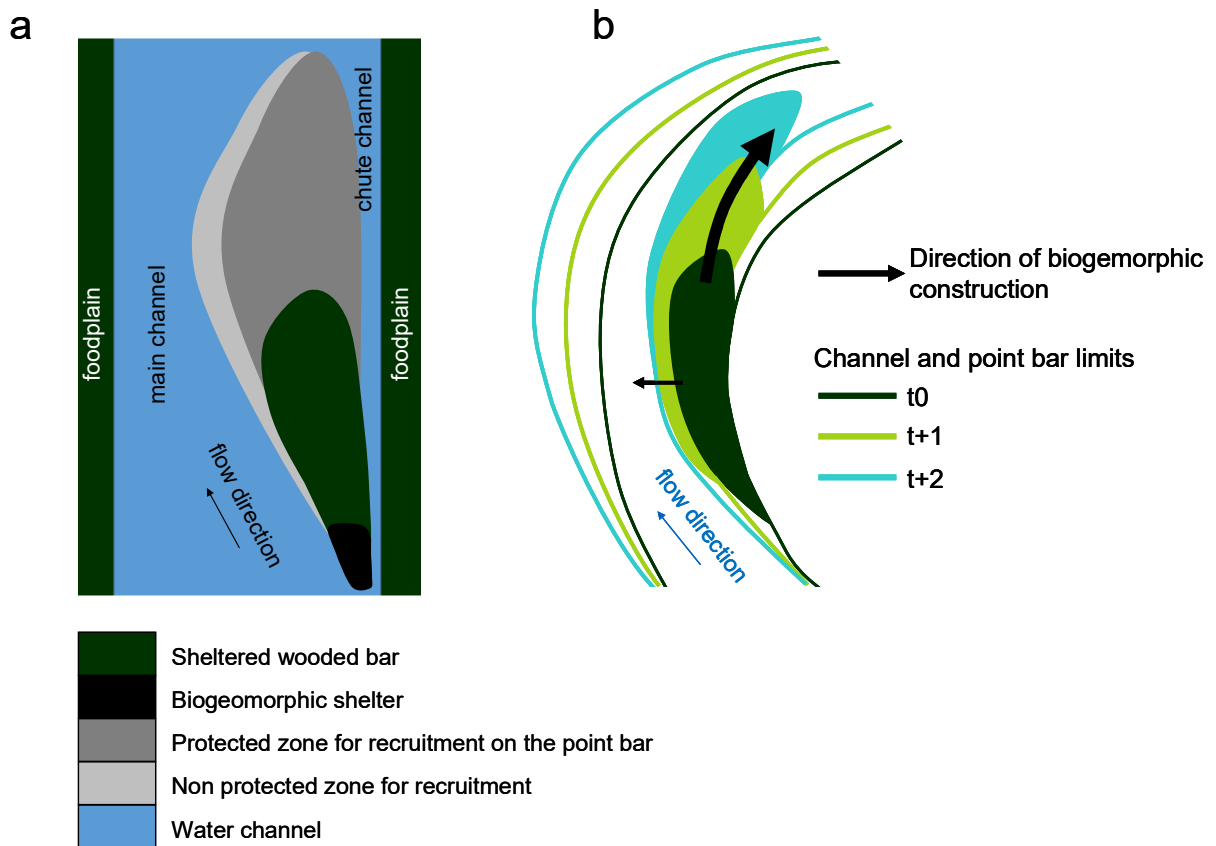 a
b
foodplain
main channel
chute channel
foodplain
flow direction
flow direction
Direction of biogemorphic
construction
Channel and point bar limits
t0
t+1
t+2
Sheltered wooded bar
Biogeomorphic shelter
Protected zone for recruitment on the point bar
Non protected zone for recruitment
Water channel